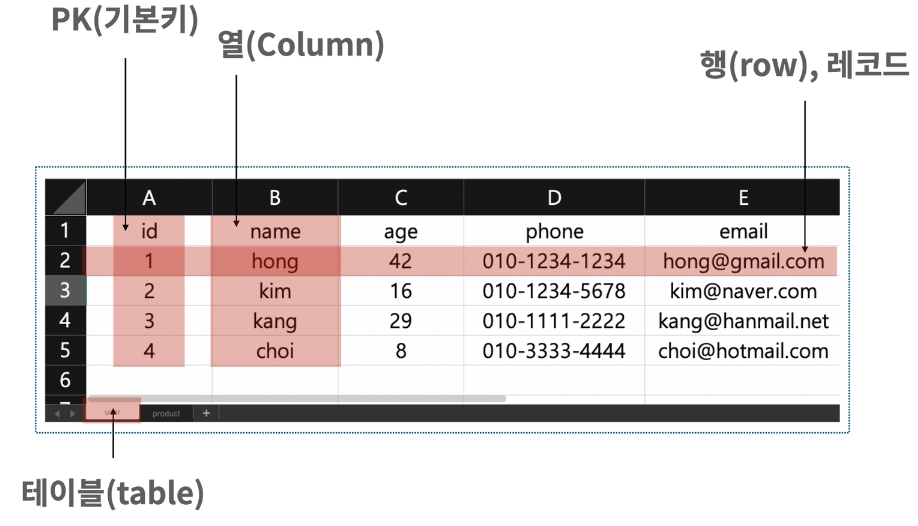 PK(기본키)
열(Column)
행(row), 레코드
A B C D E
1 id name age phone email
2 1 hong 42 010-1234-1234 hong@gmail.com
3 2 kim 16 010-1234-5678 kim@naver.com
4 3 kang 29 010-1111-2222 kang@hanmail.net
5 4 choi 8 010-3333-4444 choi@hotmail.com
6
product +
테이블(table)